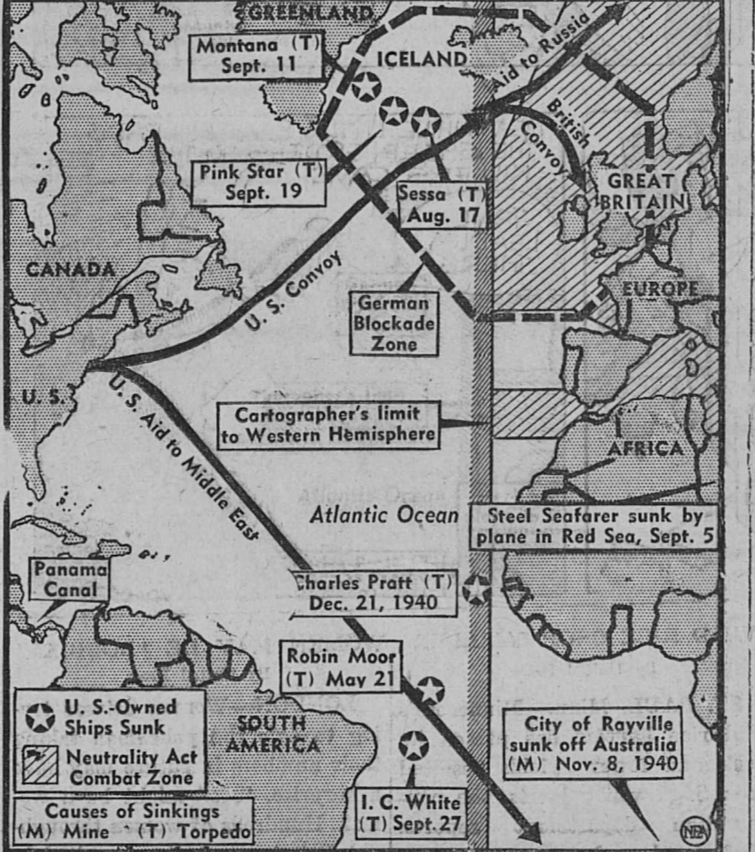 GREENLAND
Montana (T)
Sept. 11
ICELAND
Aid to Russia
British
Convoy
Pink Star (T)
Sept. 19
Sessa (T)
Aug. 17
GREAT
BRITAIN
CANADA
U. S. Convoy
German
Blockade
Zone
EUROPE
U. S.
U. S. Aid to Middle East
Cartographer's limit
to Western Hemisphere
AFRICA
Atlantic Ocean
Steel Seafarer sunk by
plane in Red Sea, Sept. 5
Panama
Canal
Charles Pratt (T)
Dec. 21, 1940
Robin Moor
(T) May 21
U. S.-Owned
Ships Sunk
Neutrality Act
Combat Zone
SOUTH
AMERICA
City of Rayville
sunk off Australia
(M) Nov. 8, 1940
I. C. White
(T) Sept. 27
Causes of Sinkings
(M) Mine (T) Torpedo
NEA